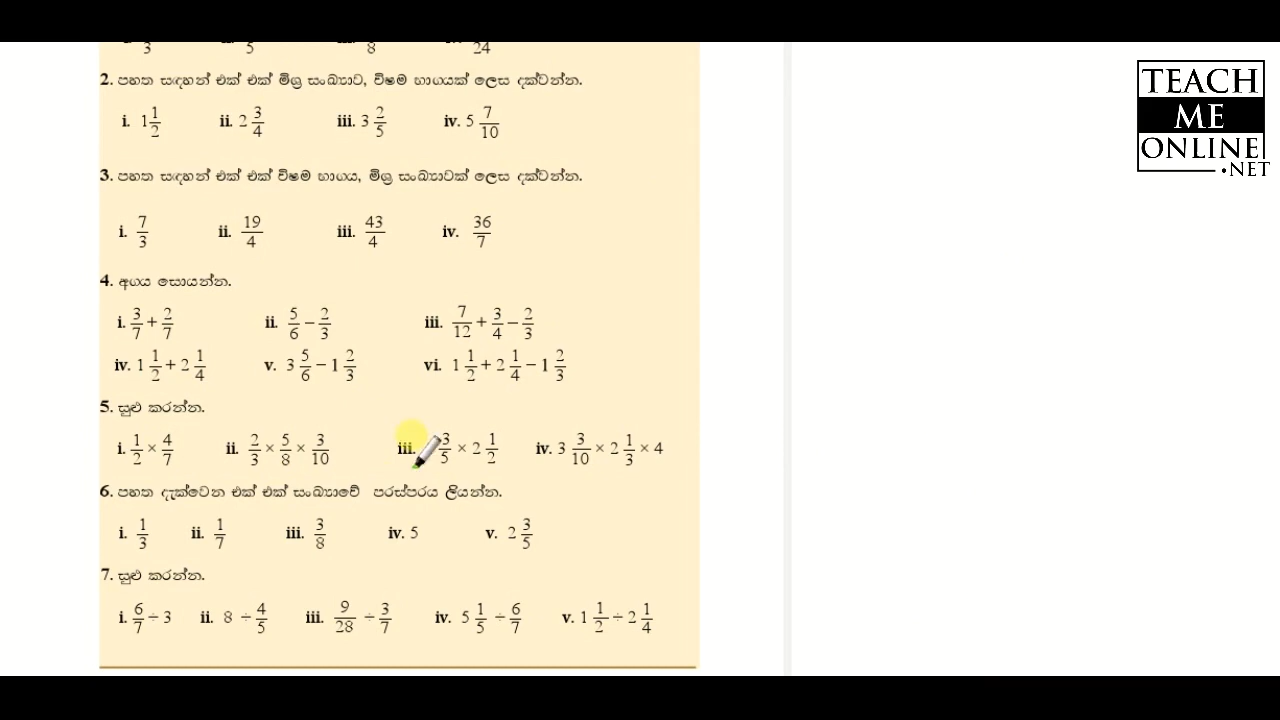 3 5 8 24
2. පහත සඳහන් එක් එක් මිශ්‍ර සංඛ්‍යාව, විෂම භාගයක් ලෙස දක්වන්න.
i. 1 1/2 ii. 2 3/4 iii. 3 2/5 iv. 5 7/10
3. පහත සඳහන් එක් එක් විෂම භාගය, මිශ්‍ර සංඛ්‍යාවක් ලෙස දක්වන්න.
i. 7/3 ii. 19/4 iii. 43/4 iv. 36/7
4. අගය සොයන්න.
i. 3/7 + 2/7 ii. 5/6 − 2/3 iii. 7/12 + 3/4 − 2/3
iv. 1 1/2 + 2 1/4 v. 3 5/6 − 1 2/3 vi. 1 1/2 + 2 1/4 − 1 2/3
5. සුළු කරන්න.
i. 1/2 × 4/7 ii. 2/3 × 5/8 × 3/10 iii. 3/5 × 2 1/2 iv. 3 3/10 × 2 1/3 × 4
6. පහත දැක්වෙන එක් එක් සංඛ්‍යාවේ පරස්පරය ලියන්න.
i. 1/3 ii. 1/7 iii. 3/8 iv. 5 v. 2 3/5
7. සුළු කරන්න.
i. 6/7 ÷ 3 ii. 8 ÷ 4/5 iii. 9/28 ÷ 3/7 iv. 5 1/5 ÷ 6/7 v. 1 1/2 ÷ 2 1/4
TEACH
ME
ONLINE
.NET